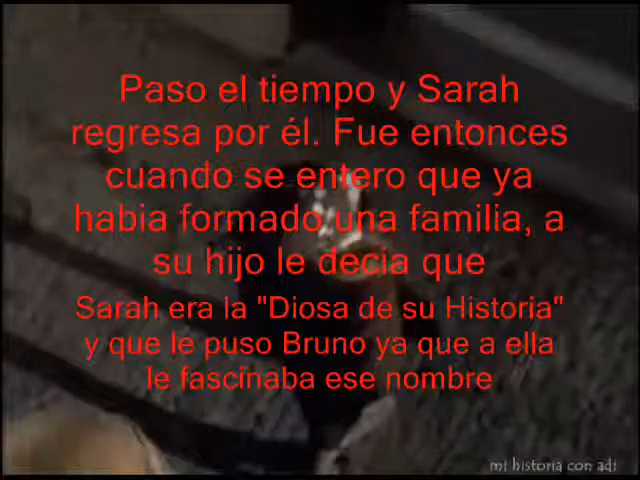 Paso el tiempo y Sarah
regresa por él. Fue entonces
cuando se entero que ya
habia formado una familia, a
su hijo le decia que
Sarah era la "Diosa de su Historia"
y que le puso Bruno ya que a ella
le fascinaba ese nombre
mi historia con adi